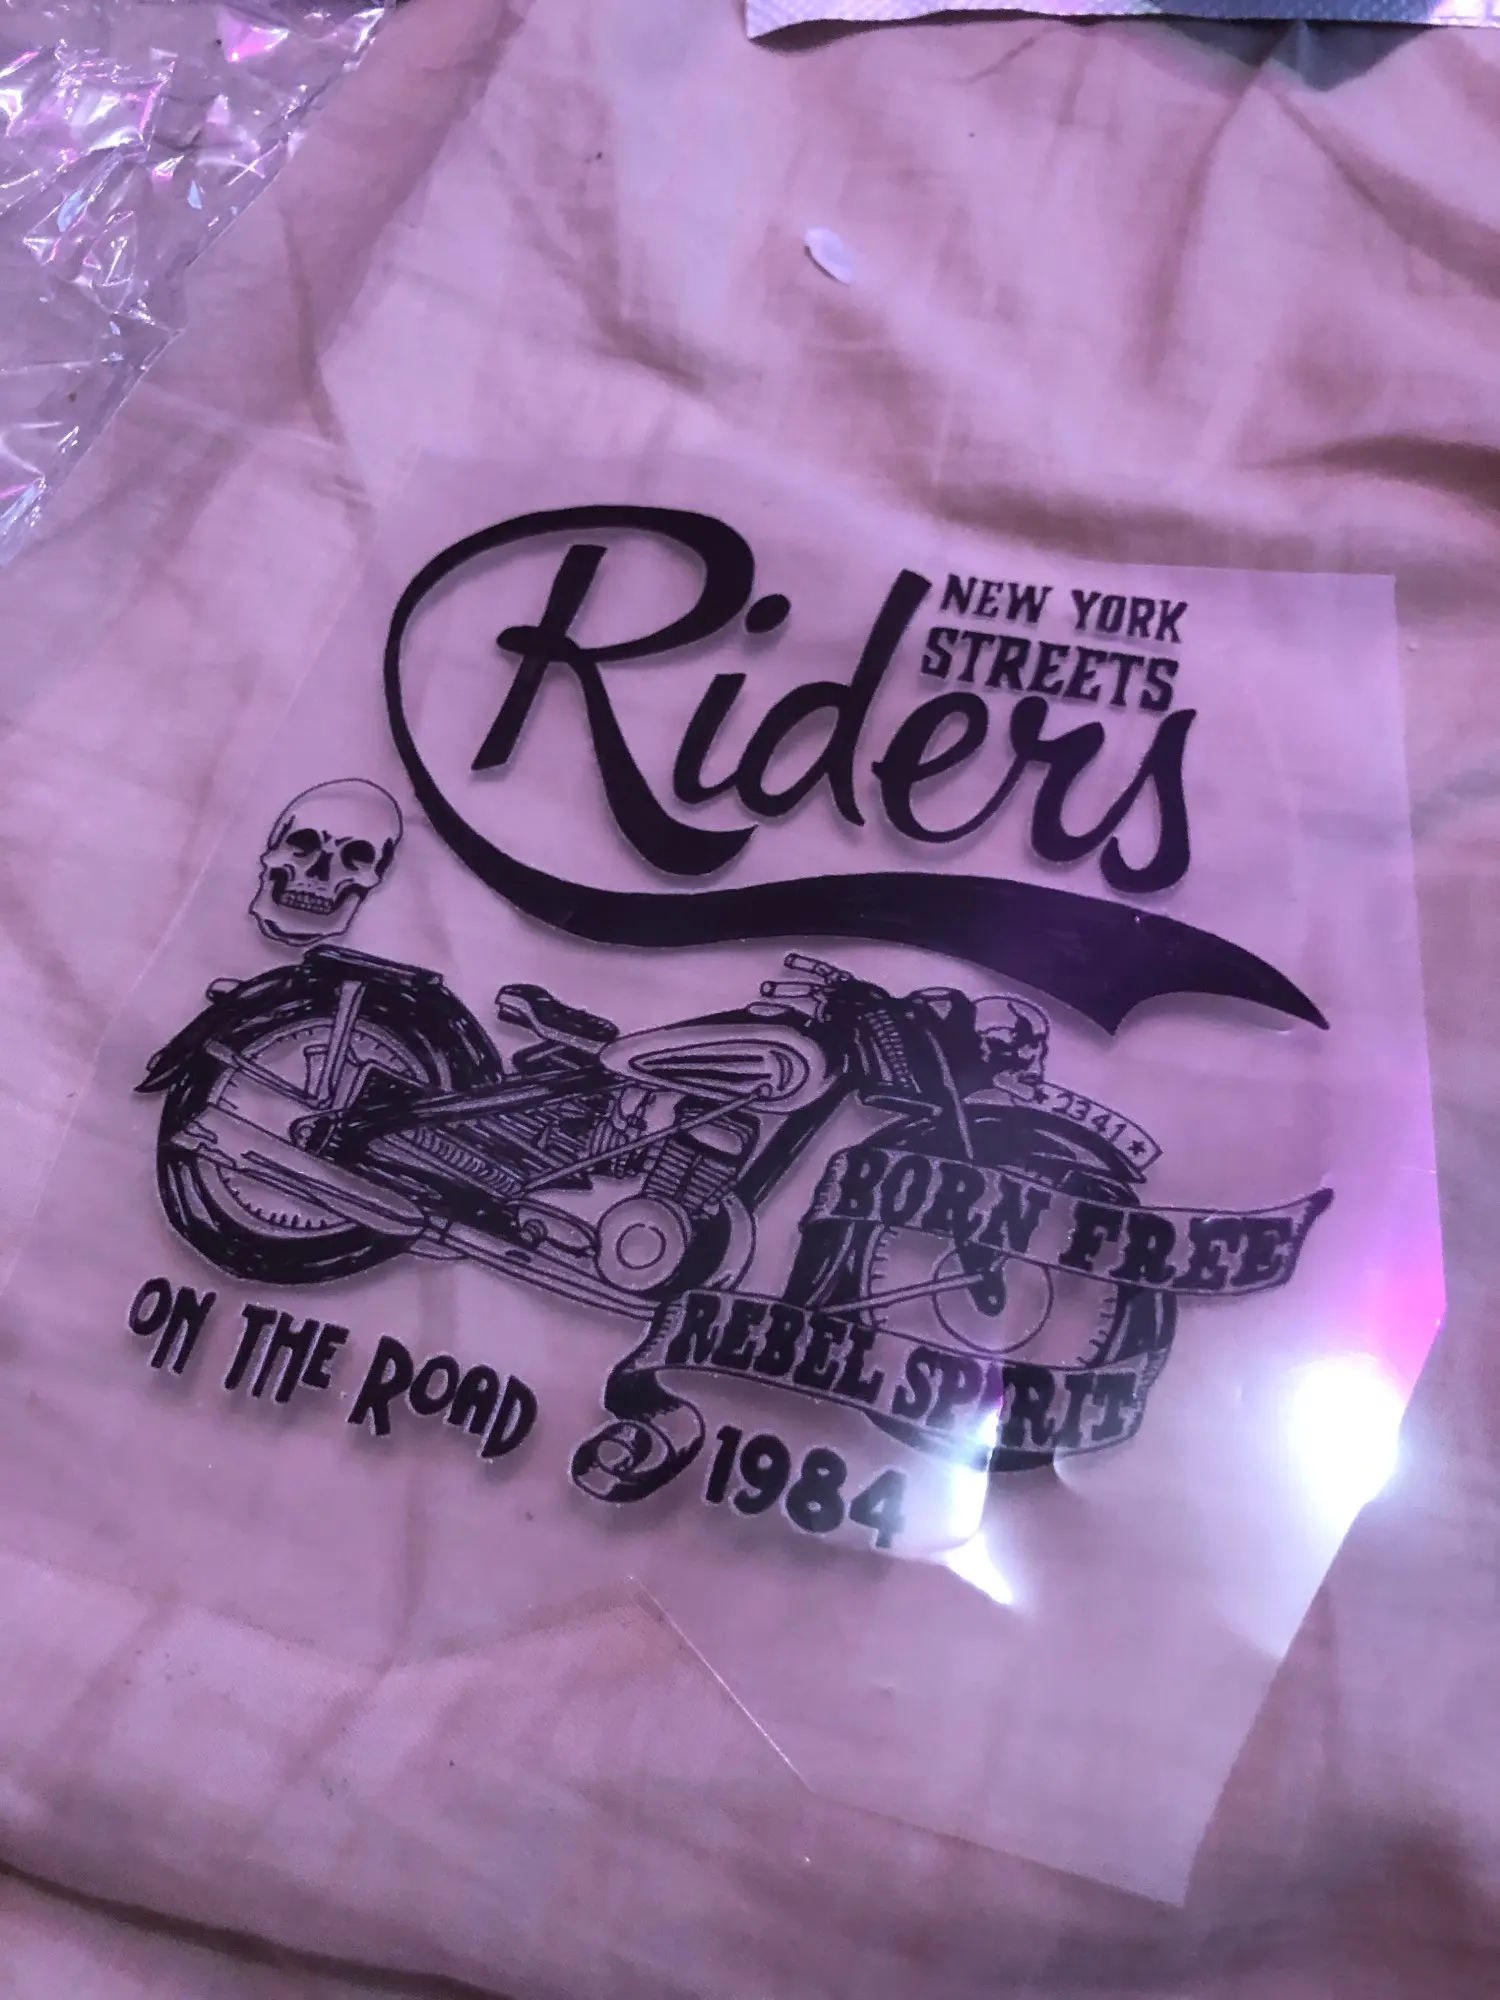 NEW YORK
STREETS
Riders
★2341★
BORN FREE
REBEL SPIRIT
ON THE ROAD
1984